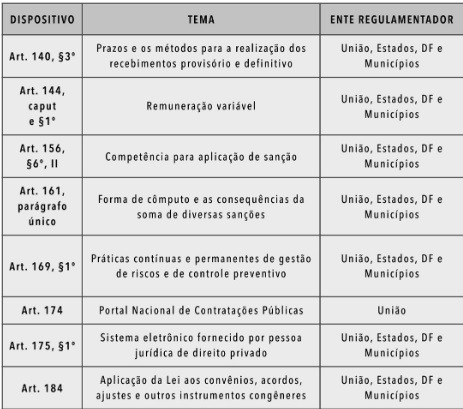 DISPOSITIVO TEMA ENTE REGULAMENTADOR
Art. 140, §3º
Prazos e os métodos para a realização dos
recebimentos provisório e definitivo
União, Estados, DF e
Municípios
Art. 144,
caput
e §1º
Remuneração variável
União, Estados, DF e
Municípios
Art. 156,
§6º, II
Competência para aplicação de sanção
União, Estados, DF e
Municípios
Art. 161,
parágrafo
único
Forma de cômputo e as consequências da
soma de diversas sanções
União, Estados, DF e
Municípios
Art. 169, §1º
Práticas contínuas e permanentes de gestão
de riscos e de controle preventivo
União, Estados, DF e
Municípios
Art. 174
Portal Nacional de Contratações Públicas
União
Art. 175, §1º
Sistema eletrônico fornecido por pessoa
jurídica de direito privado
União, Estados, DF e
Municípios
Art. 184
Aplicação da Lei aos convênios, acordos,
ajustes e outros instrumentos congêneres
União, Estados, DF e
Municípios